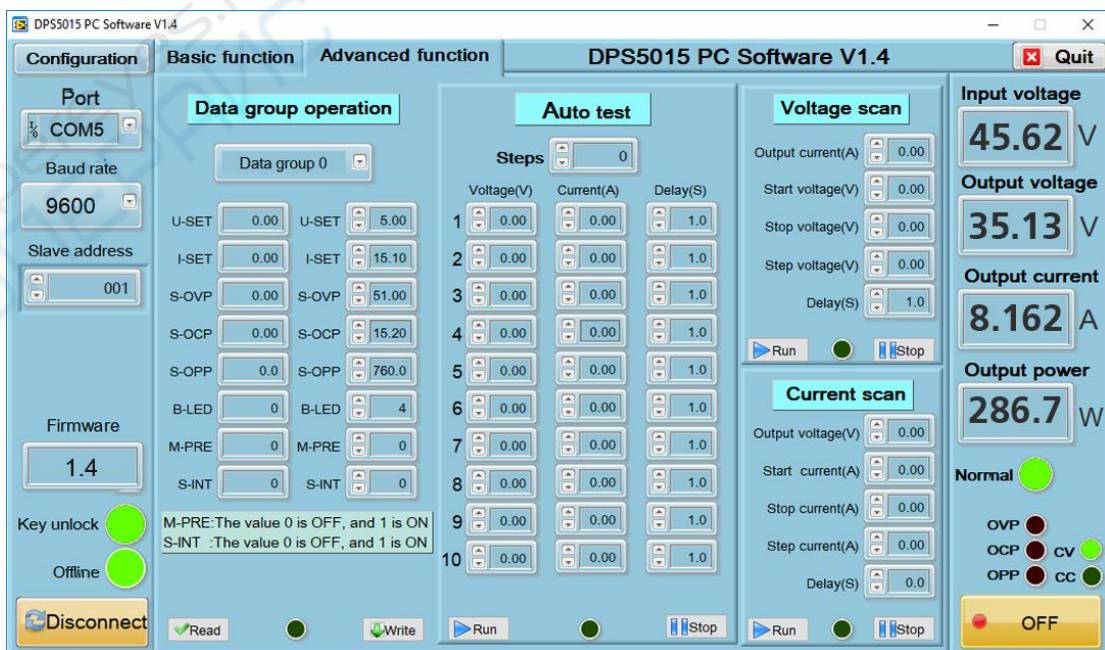 DPS5015 PC Software V1.4
Configuration
Basic function
Advanced function
DPS5015 PC Software V1.4
Quit
Port
COM5
Baud rate
9600
Slave address
001
Firmware
1.4
Key unlock
Offline
Disconnect
Data group operation
Data group 0
U-SET 0.00 U-SET 5.00
I-SET 0.00 I-SET 15.10
S-OVP 0.00 S-OVP 51.00
S-OCP 0.00 S-OCP 15.20
S-OPP 0.0 S-OPP 760.0
B-LED 0 B-LED 4
M-PRE 0 M-PRE 0
S-INT 0 S-INT 0
M-PRE:The value 0 is OFF, and 1 is ON
S-INT :The value 0 is OFF, and 1 is ON
Read
Write
Auto test
Steps 0
Voltage(V) Current(A) Delay(S)
1 0.00 0.00 1.0
2 0.00 0.00 1.0
3 0.00 0.00 1.0
4 0.00 0.00 1.0
5 0.00 0.00 1.0
6 0.00 0.00 1.0
7 0.00 0.00 1.0
8 0.00 0.00 1.0
9 0.00 0.00 1.0
10 0.00 0.00 1.0
Run
Stop
Voltage scan
Output current(A) 0.00
Start voltage(V) 0.00
Stop voltage(V) 0.00
Step voltage(V) 0.00
Delay(S) 1.0
Run
Stop
Current scan
Output voltage(V) 0.00
Start current(A) 0.00
Stop current(A) 0.00
Step current(A) 0.00
Delay(S) 0.0
Run
Stop
Input voltage
45.62 V
Output voltage
35.13 V
Output current
8.162 A
Output power
286.7 W
Normal
OVP
OCP CV
OPP CC
OFF